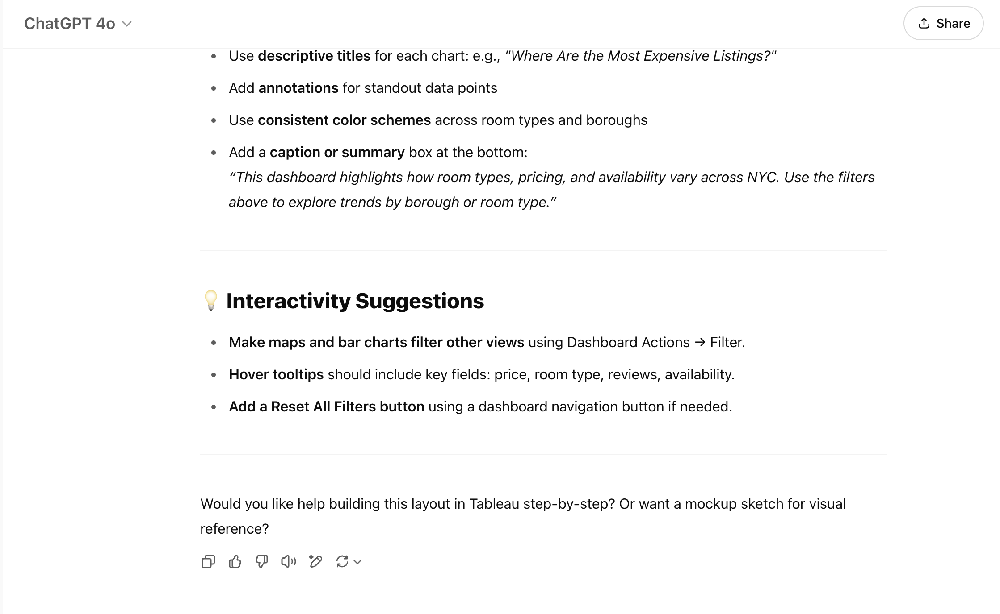 ChatGPT 4o
Share
• Use descriptive titles for each chart: e.g., "Where Are the Most Expensive Listings?"
• Add annotations for standout data points
• Use consistent color schemes across room types and boroughs
• Add a caption or summary box at the bottom:
“This dashboard highlights how room types, pricing, and availability vary across NYC. Use the filters
above to explore trends by borough or room type.”
💡 Interactivity Suggestions
• Make maps and bar charts filter other views using Dashboard Actions → Filter.
• Hover tooltips should include key fields: price, room type, reviews, availability.
• Add a Reset All Filters button using a dashboard navigation button if needed.
Would you like help building this layout in Tableau step-by-step? Or want a mockup sketch for visual
reference?